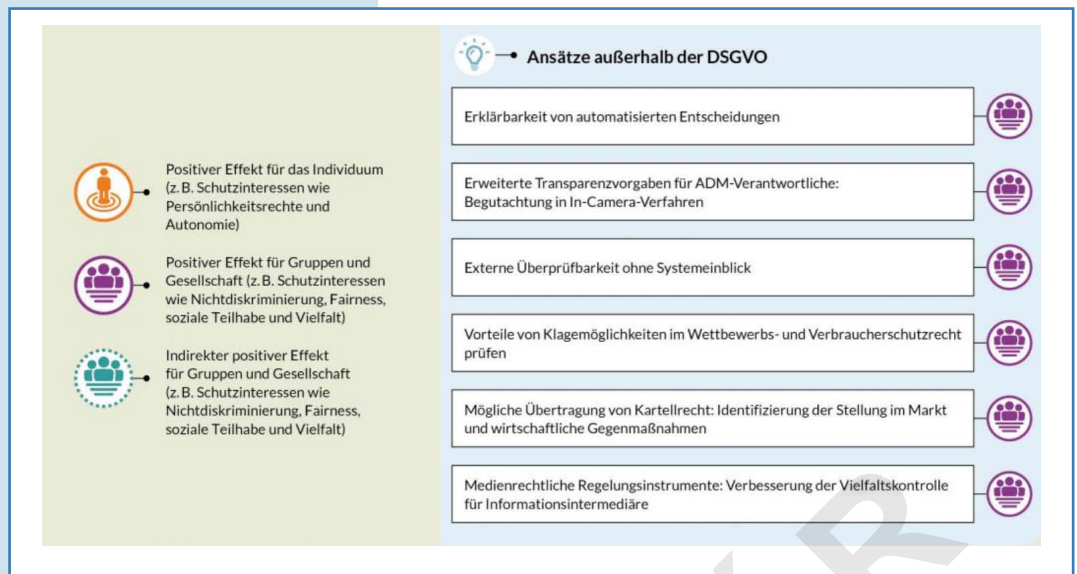 Ansätze außerhalb der DSGVO
Positiver Effekt für das Individuum
(z. B. Schutzinteressen wie
Persönlichkeitsrechte und
Autonomie)
Positiver Effekt für Gruppen und
Gesellschaft (z. B. Schutzinteressen
wie Nichtdiskriminierung, Fairness,
soziale Teilhabe und Vielfalt)
Indirekter positiver Effekt
für Gruppen und Gesellschaft
(z. B. Schutzinteressen wie
Nichtdiskriminierung, Fairness,
soziale Teilhabe und Vielfalt)
Erklärbarkeit von automatisierten Entscheidungen
Erweiterte Transparenzvorgaben für ADM-Verantwortliche:
Begutachtung in In-Camera-Verfahren
Externe Überprüfbarkeit ohne Systemeinblick
Vorteile von Klagemöglichkeiten im Wettbewerbs- und Verbraucherschutzrecht
prüfen
Mögliche Übertragung von Kartellrecht: Identifizierung der Stellung im Markt
und wirtschaftliche Gegenmaßnahmen
Medienrechtliche Regelungsinstrumente: Verbesserung der Vielfaltskontrolle
für Informationsintermediäre